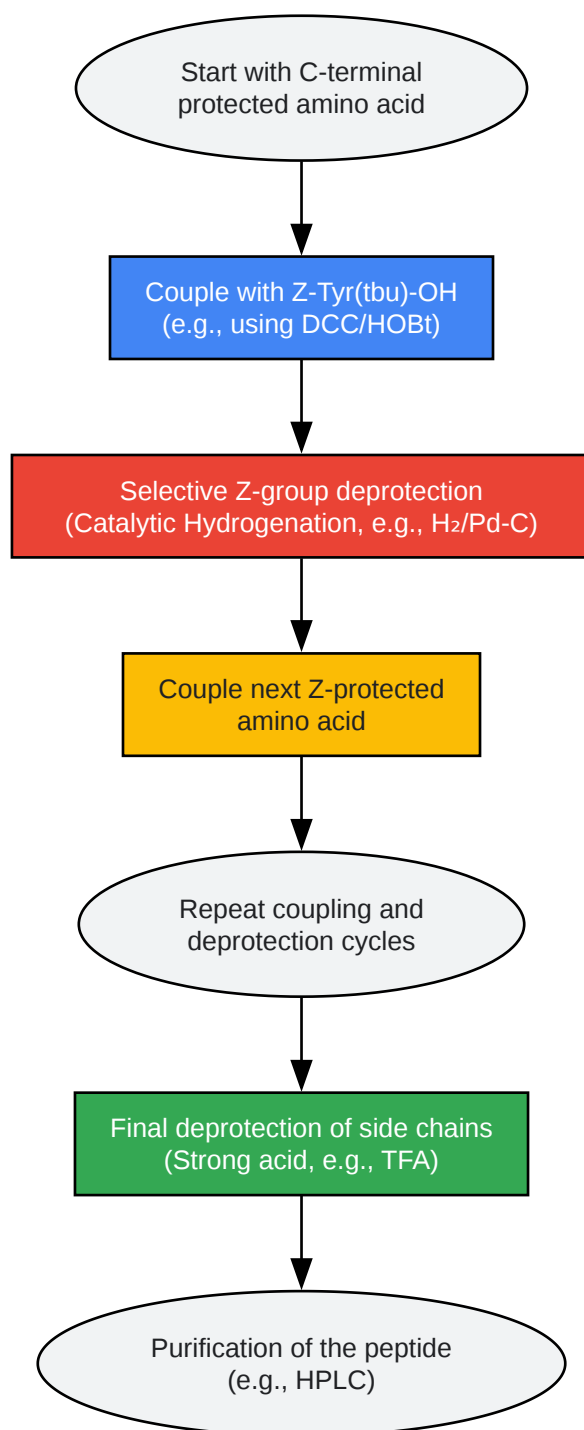 Start with C-terminal
protected amino acid
Couple with Z-Tyr(tbu)-OH
(e.g., using DCC/HOBt)
Selective Z-group deprotection
(Catalytic Hydrogenation, e.g., H₂/Pd-C)
Couple next Z-protected
amino acid
Repeat coupling and
deprotection cycles
Final deprotection of side chains
(Strong acid, e.g., TFA)
Purification of the peptide
(e.g., HPLC)